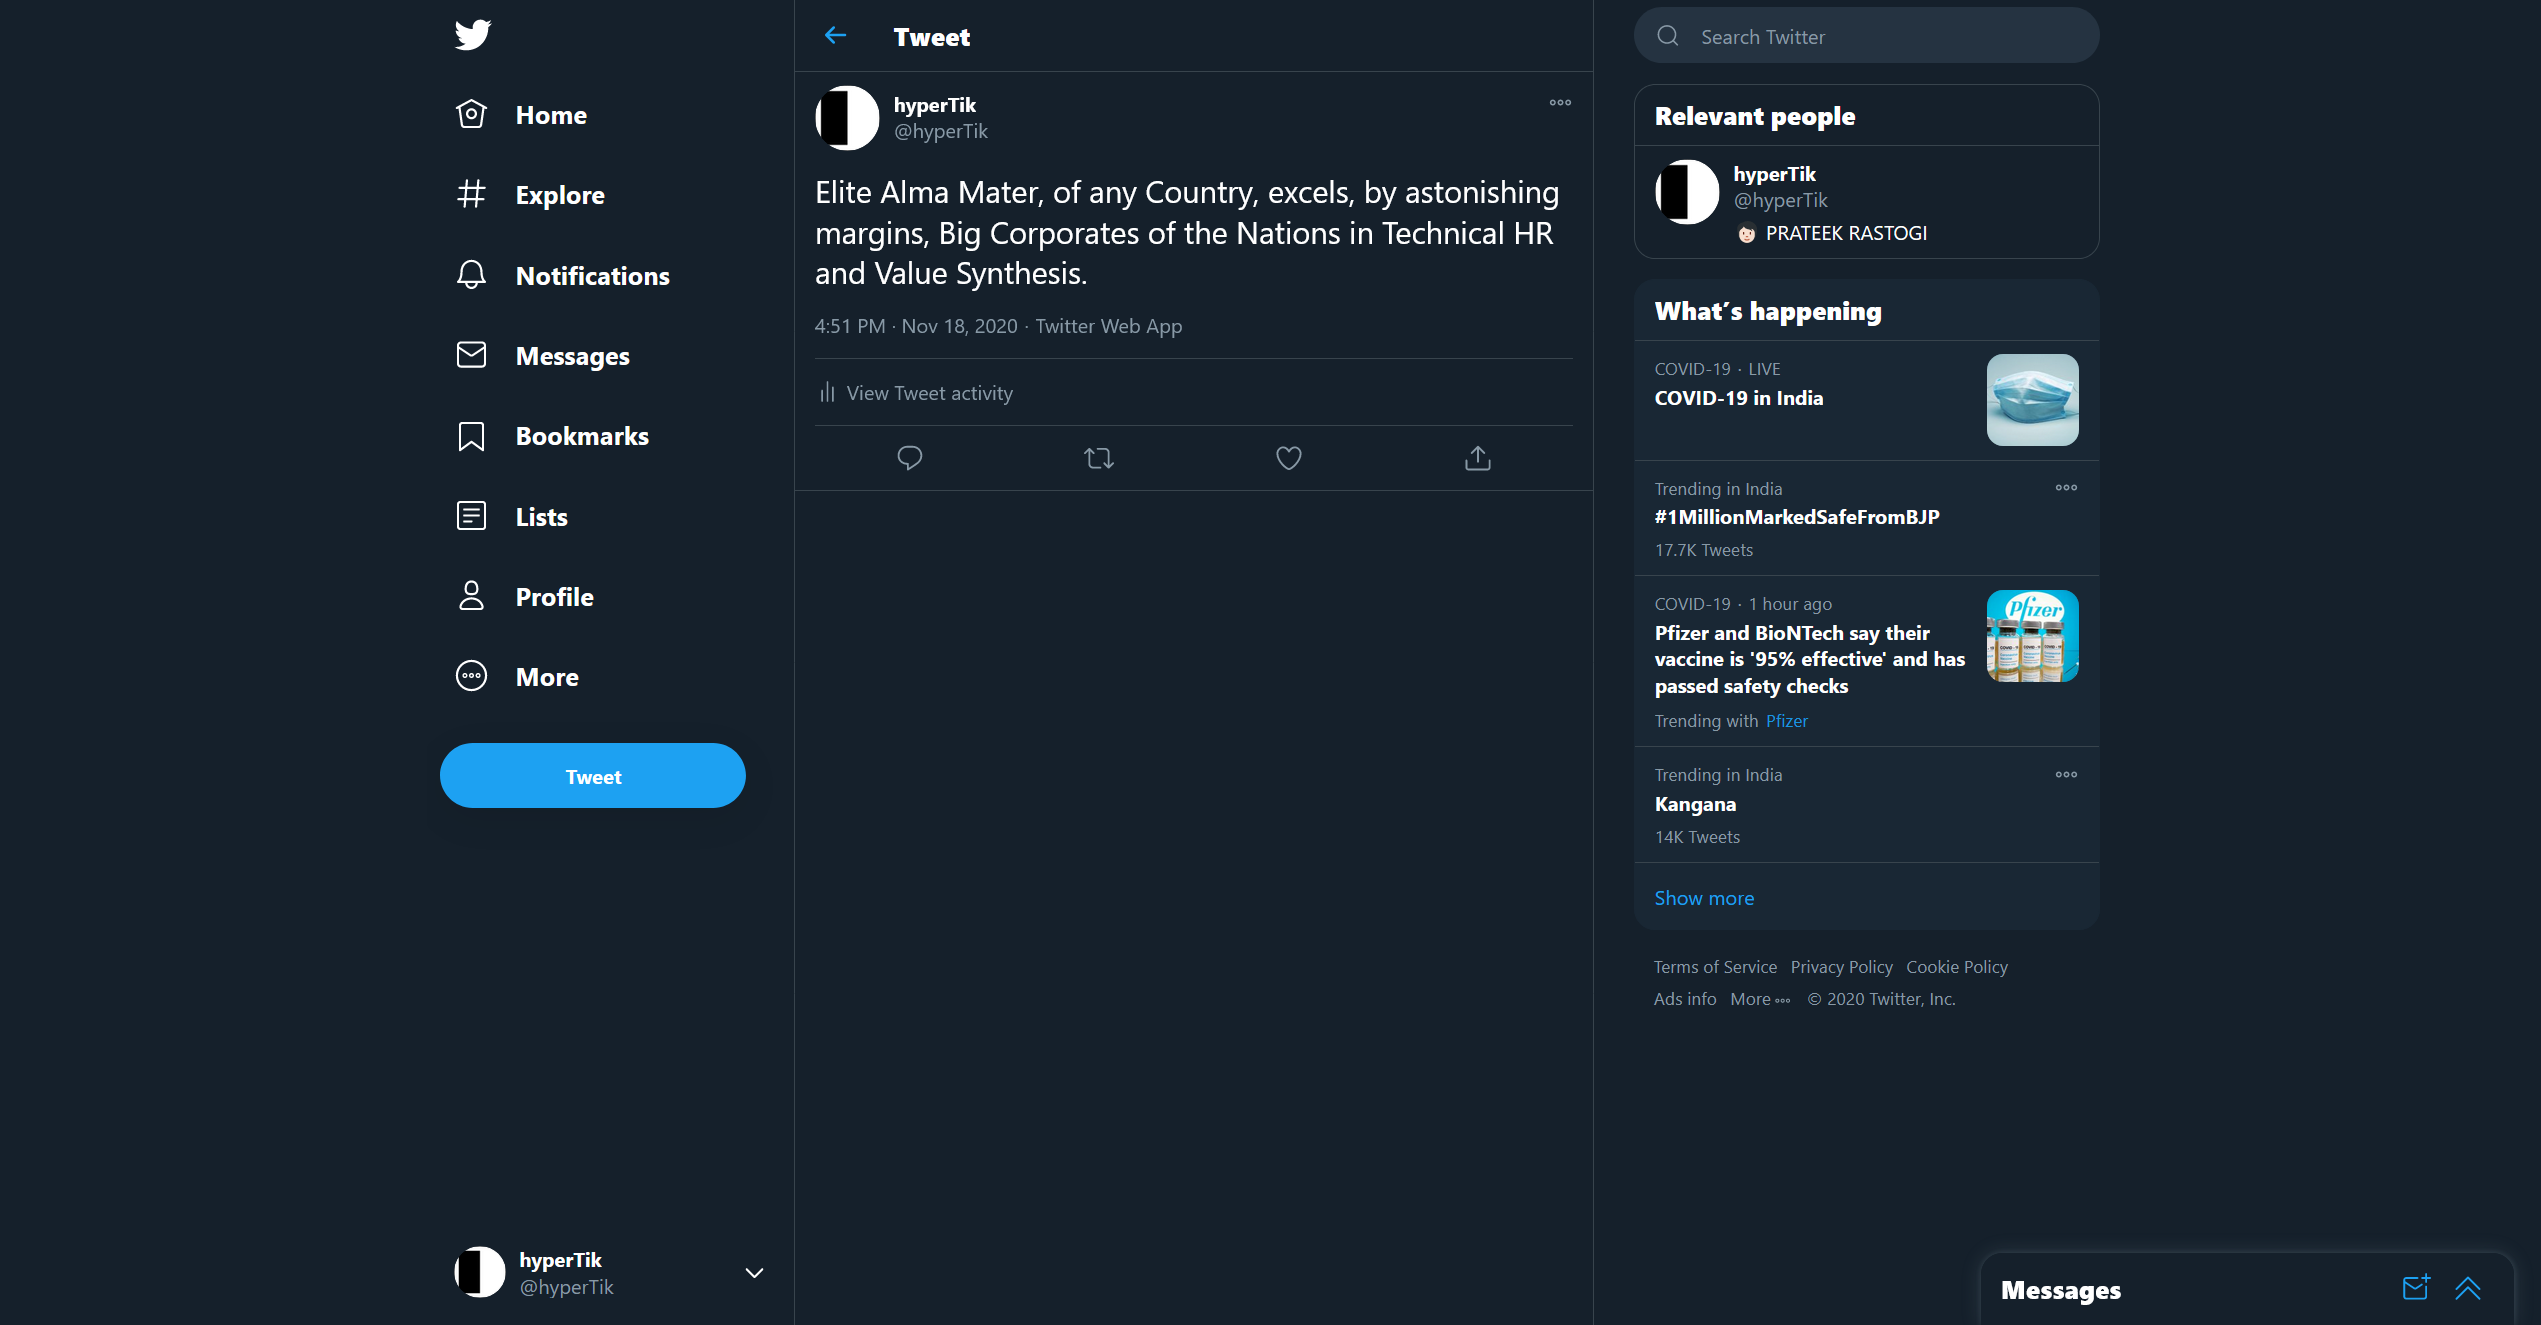 Home
Explore
Notifications
Messages
Bookmarks
Lists
Profile
More
Tweet
hyperTik
@hyperTik
Tweet
hyperTik
@hyperTik
Elite Alma Mater, of any Country, excels, by astonishing
margins, Big Corporates of the Nations in Technical HR
and Value Synthesis.
4:51 PM · Nov 18, 2020 · Twitter Web App
View Tweet activity
Search Twitter
Relevant people
hyperTik
@hyperTik
PRATEEK RASTOGI
What's happening
COVID-19 · LIVE
COVID-19 in India
Trending in India
#1MillionMarkedSafeFromBJP
17.7K Tweets
COVID-19 · 1 hour ago
Pfizer and BioNTech say their
vaccine is '95% effective' and has
passed safety checks
Trending with Pfizer
Pfizer
Trending in India
Kangana
14K Tweets
Show more
Terms of Service Privacy Policy Cookie Policy
Ads info More © 2020 Twitter, Inc.
Messages